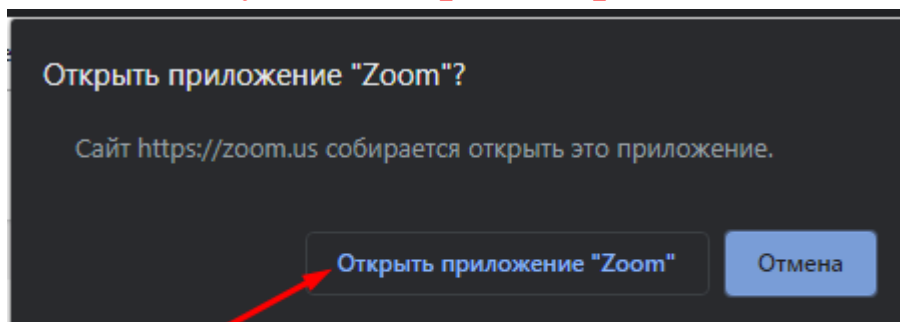 Открыть приложение "Zoom"?
Сайт https://zoom.us собирается открыть это приложение.
Открыть приложение "Zoom"
Отмена